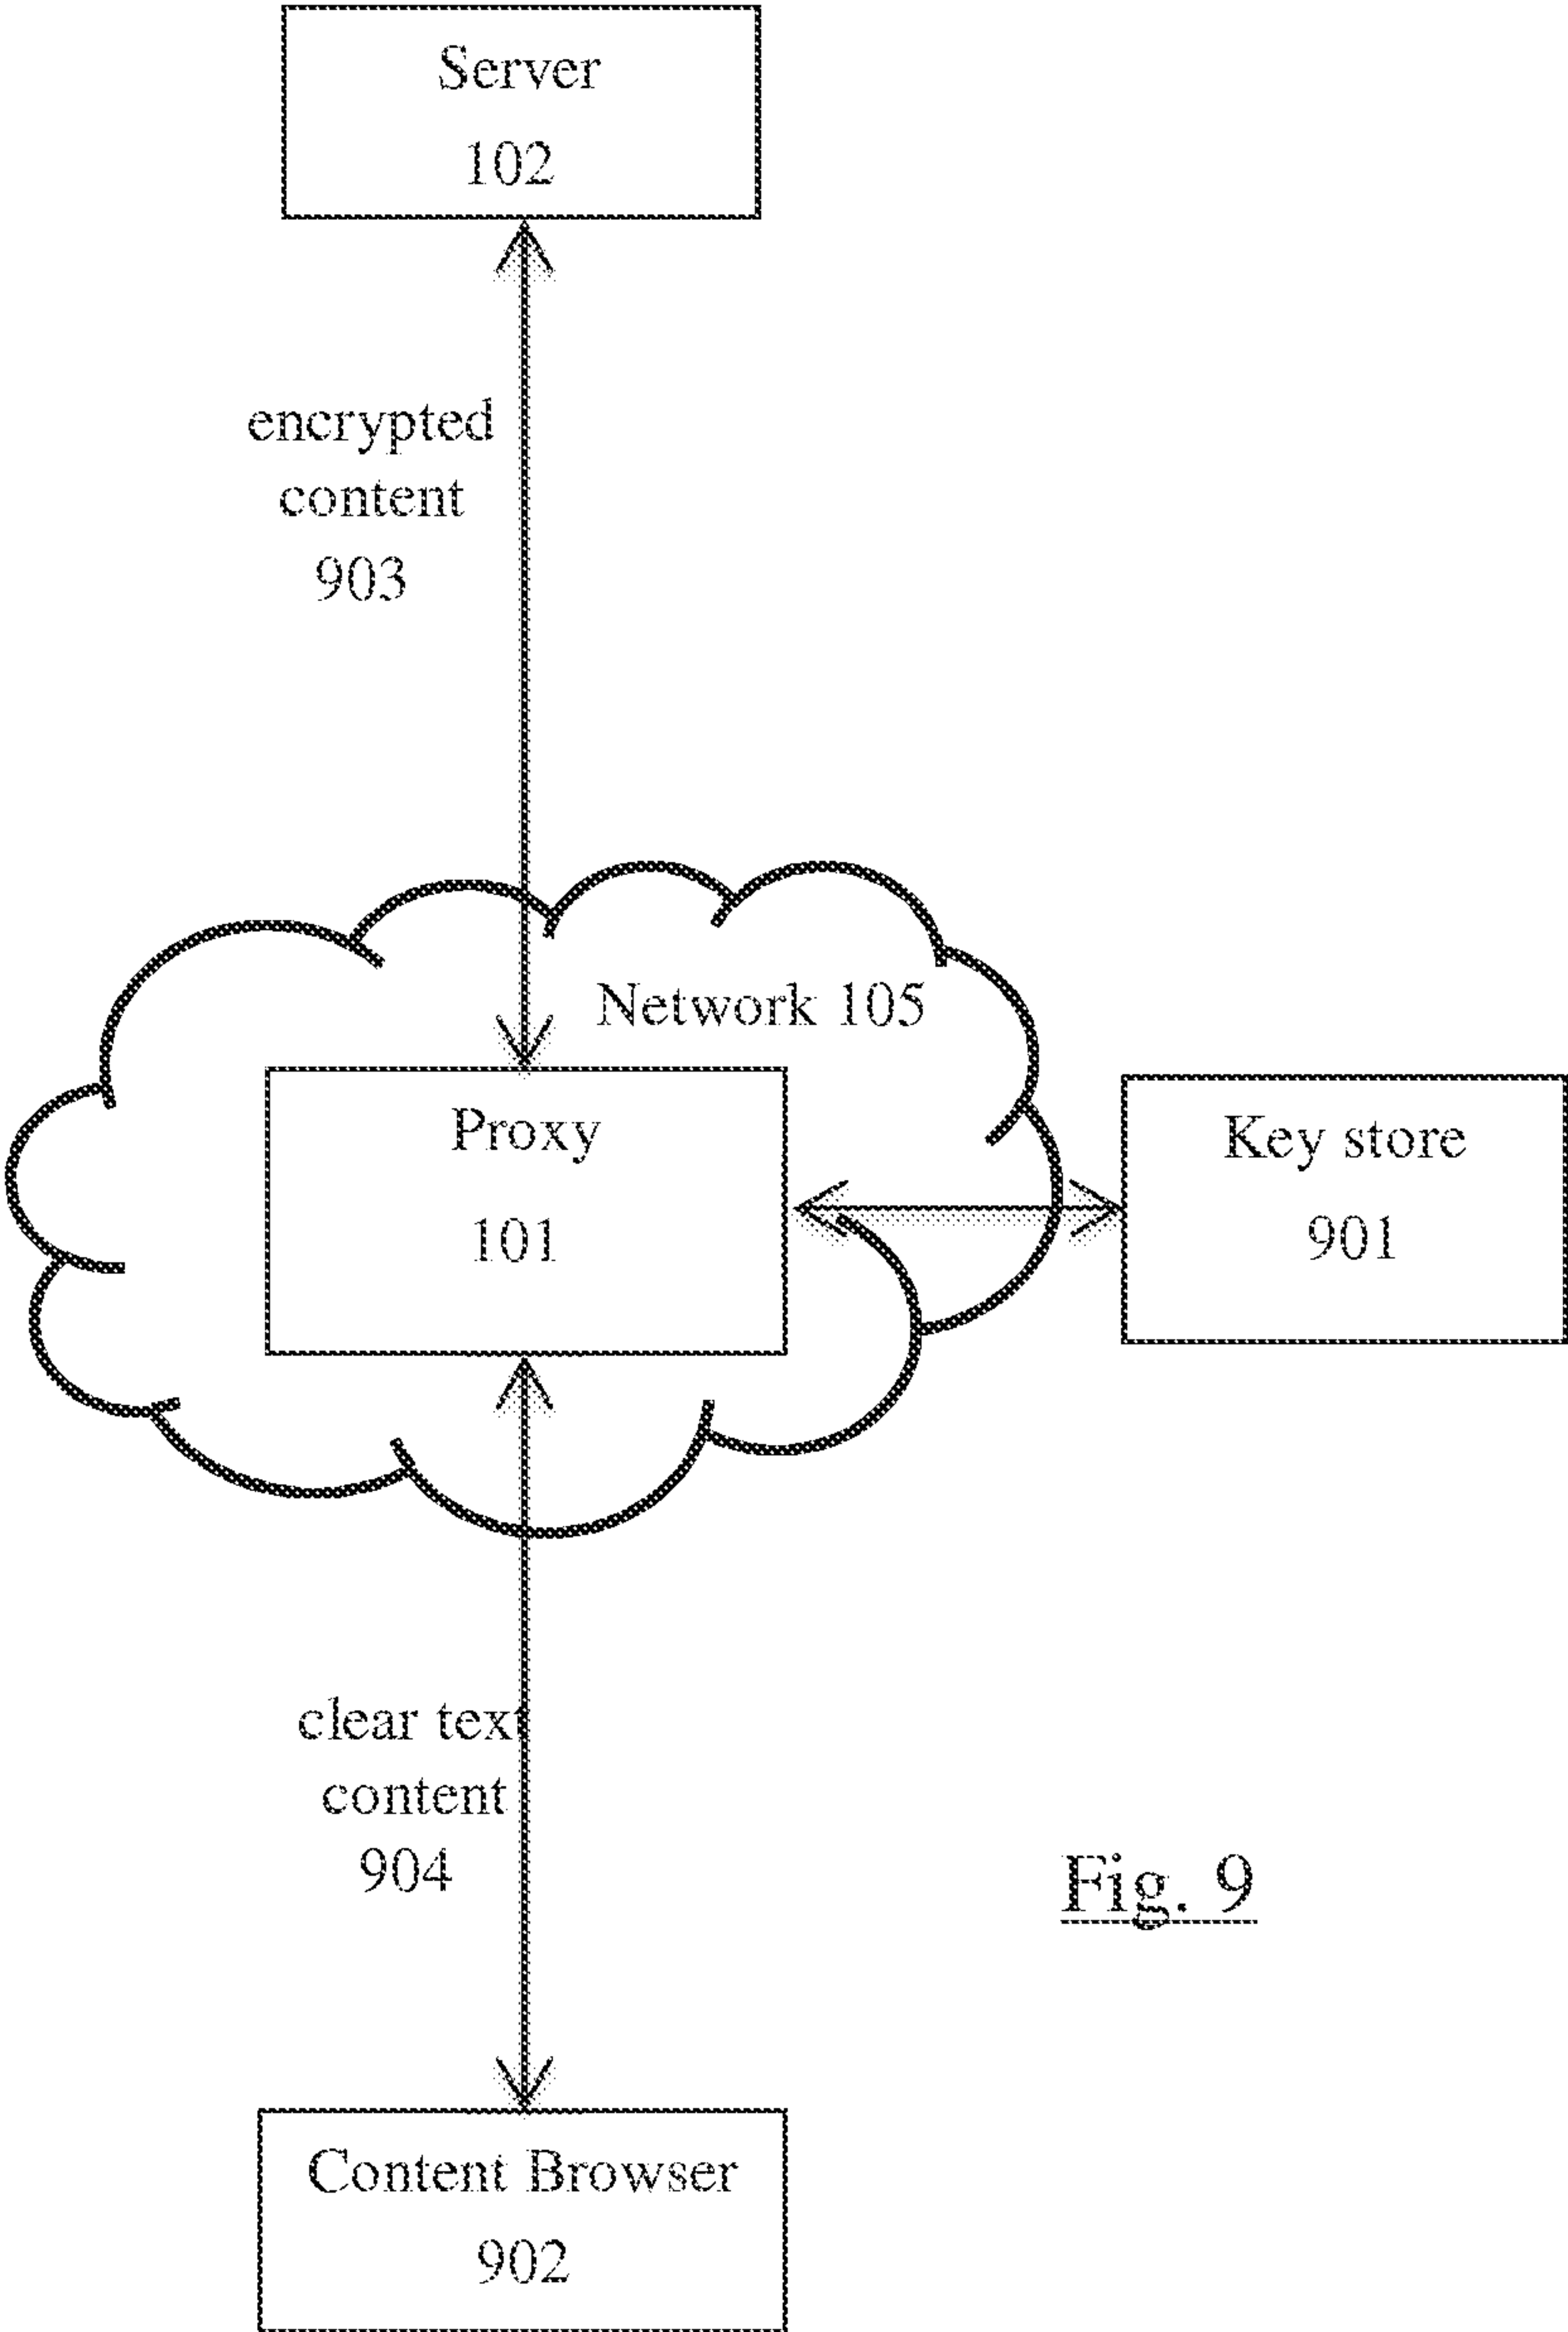 Server
102
encrypted
content
903
Network 105
Proxy
101
Key store
901
clear text
content
904
Fig. 9
Content Browser
902